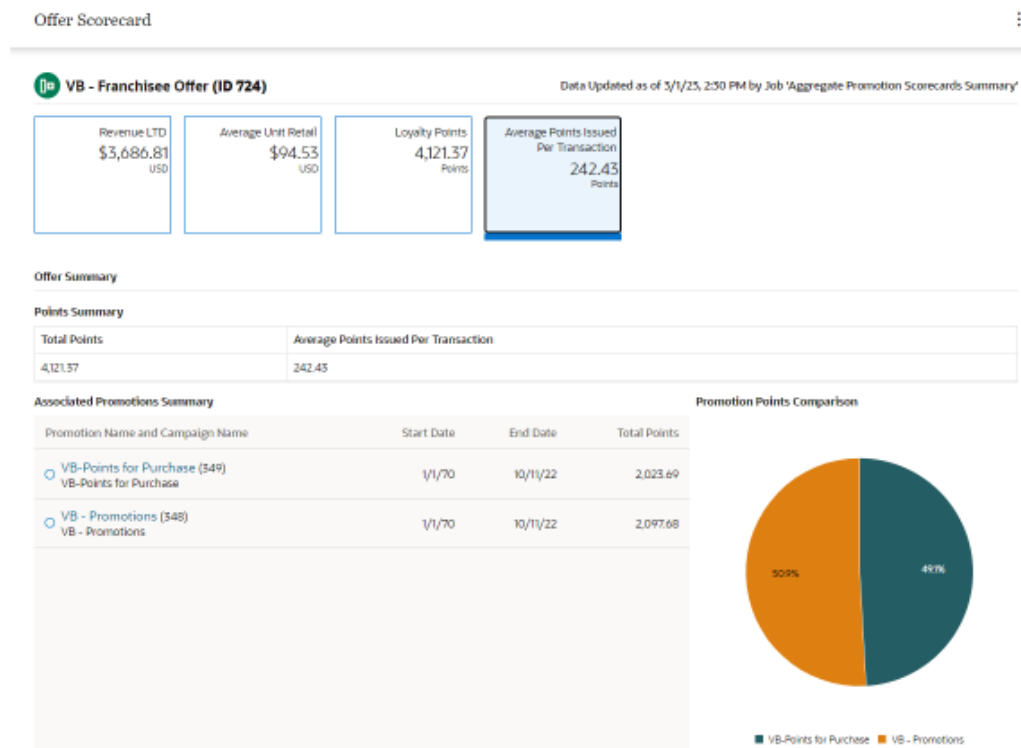 Offer Scorecard
VB - Franchisee Offer (ID 724)
Data Updated as of 3/1/23, 2:30 PM by Job 'Aggregate Promotion Scorecards Summary'
Revenue LTD
$3,686.81
USD
Average Unit Retail
$94.53
USD
Loyalty Points
4,121.37
Points
Average Points Issued
Per Transaction
242.43
Points
Offer Summary
Points Summary
Total Points Average Points Issued Per Transaction
4,121.37 242.43
Associated Promotions Summary
Promotion Points Comparison
Promotion Name and Campaign Name Start Date End Date Total Points
VB-Points for Purchase (349) 1/1/70 10/11/22 2,023.69
VB-Points for Purchase
VB - Promotions (348) 1/1/70 10/11/22 2,097.68
VB - Promotions
50.9%
49.1%
VB-Points for Purchase VB - Promotions